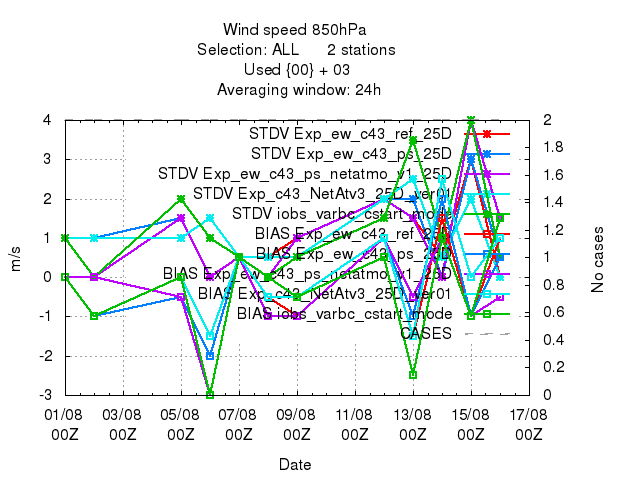 Wind speed 850hPa
Selection: ALL 2 stations
Used {00} + 03
Averaging window: 24h
4
3
2
1
0
-1
-2
-3
m/s
2
1.8
1.6
1.4
1.2
1
0.8
0.6
0.4
0.2
0
No cases
STDV Exp_ew_c43_ref_25D
STDV Exp_ew_c43_ps_25D
STDV Exp_ew_c43_ps_netatmo_v1_25D
STDV Exp_c43_NetAtv3_25D_ver01
STDV iobs_varbc_cstart_mode
BIAS Exp_ew_c43_ref_25D
BIAS Exp_ew_c43_ps_25D
BIAS Exp_ew_c43_ps_netatmo_v1_25D
BIAS Exp_c43_NetAtv3_25D_ver01
BIAS iobs_varbc_cstart_mode
CASES
01/08 03/08 05/08 07/08 09/08 11/08 13/08 15/08 17/08
00Z 00Z 00Z 00Z 00Z 00Z 00Z 00Z 00Z
Date